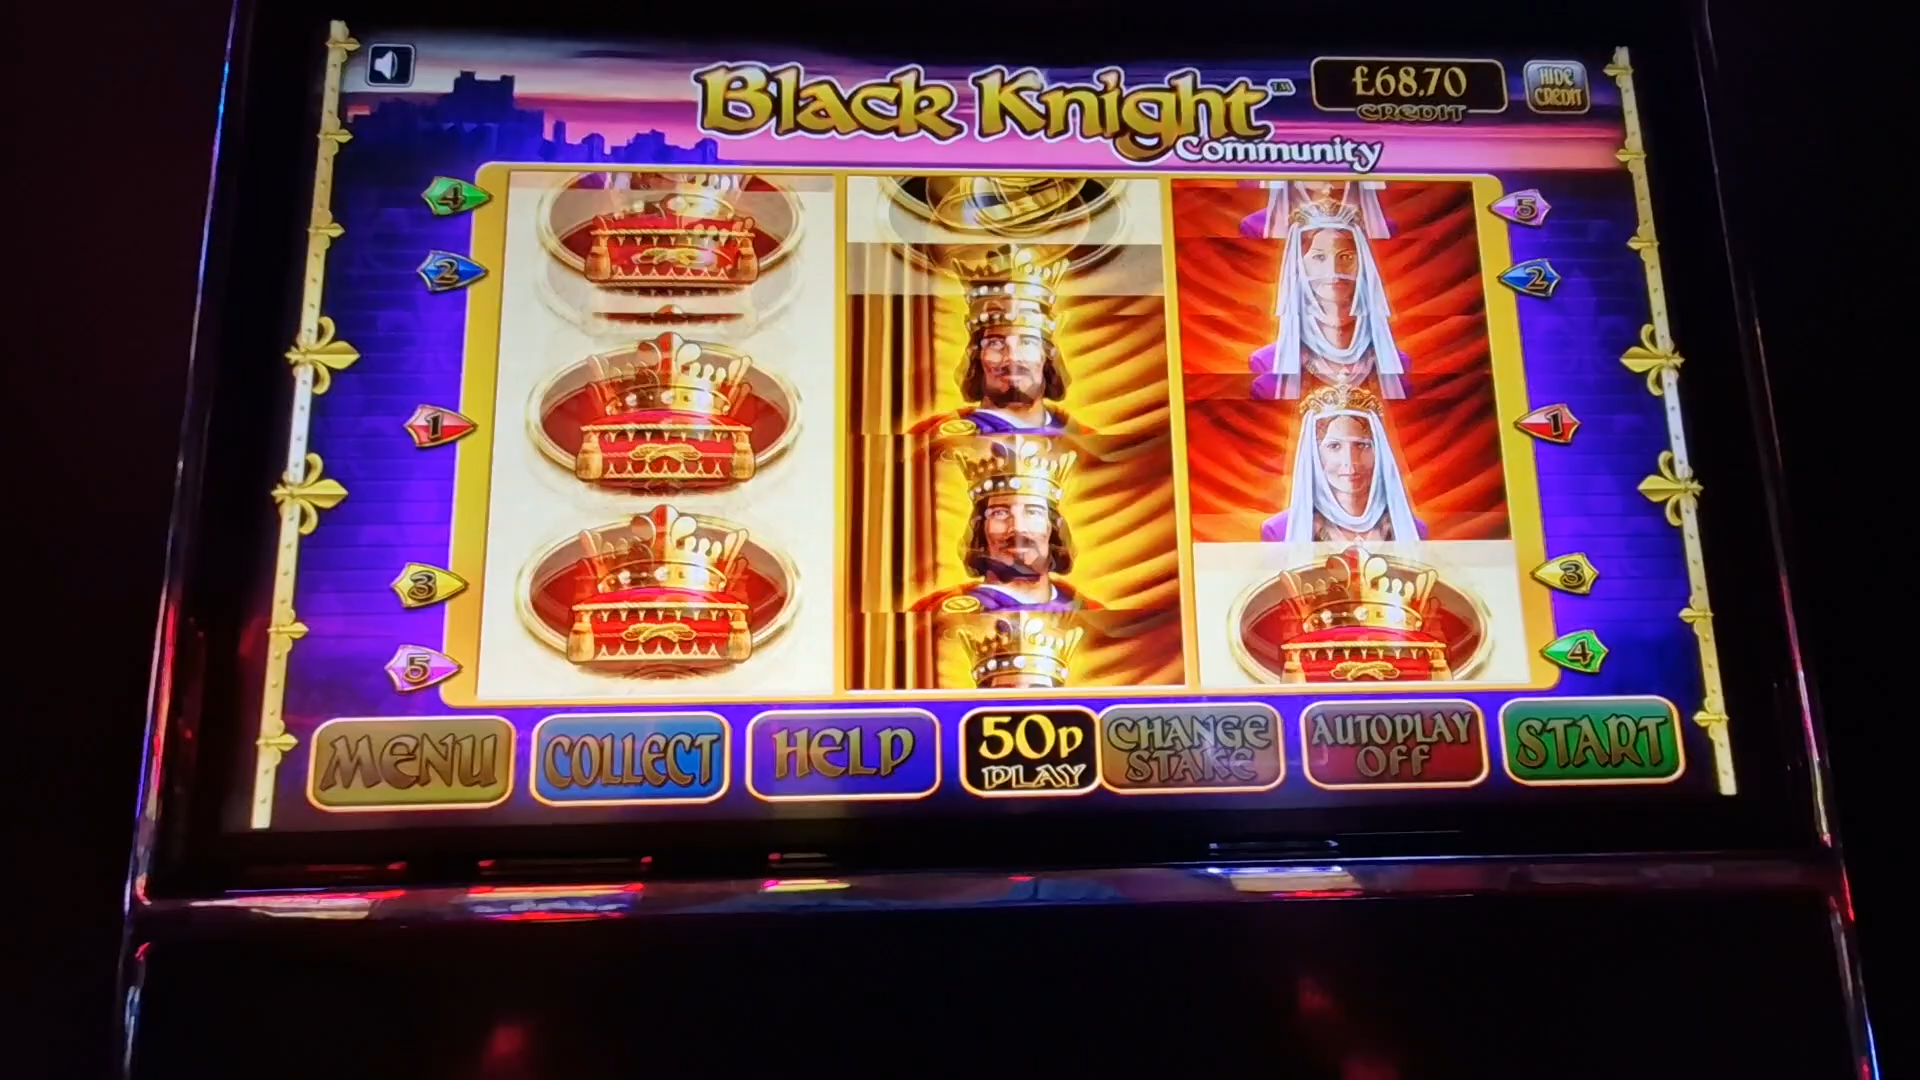 Black Knight™
Community
£68.70
CREDIT
HIDE
CREDIT
4
2
1
3
5
5
2
1
3
4
MENU
COLLECT
HELP
50p
PLAY
CHANGE
STAKE
AUTOPLAY
OFF
START